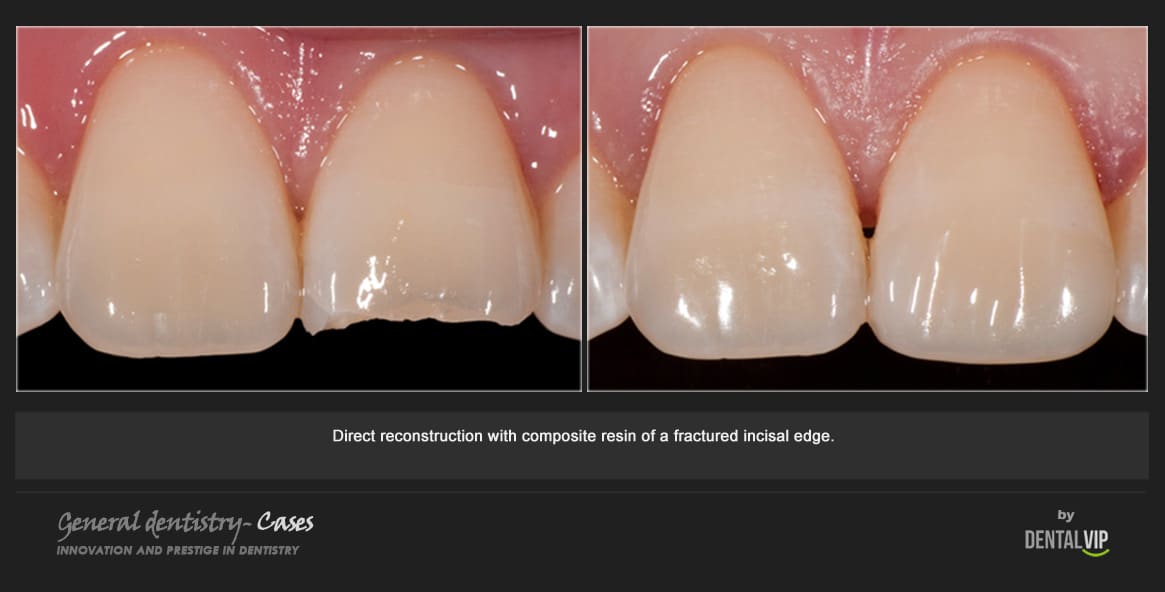 Direct reconstruction with composite resin of a fractured incisal edge.
General dentistry- Cases
INNOVATION AND PRESTIGE IN DENTISTRY
by
DENTALVIP